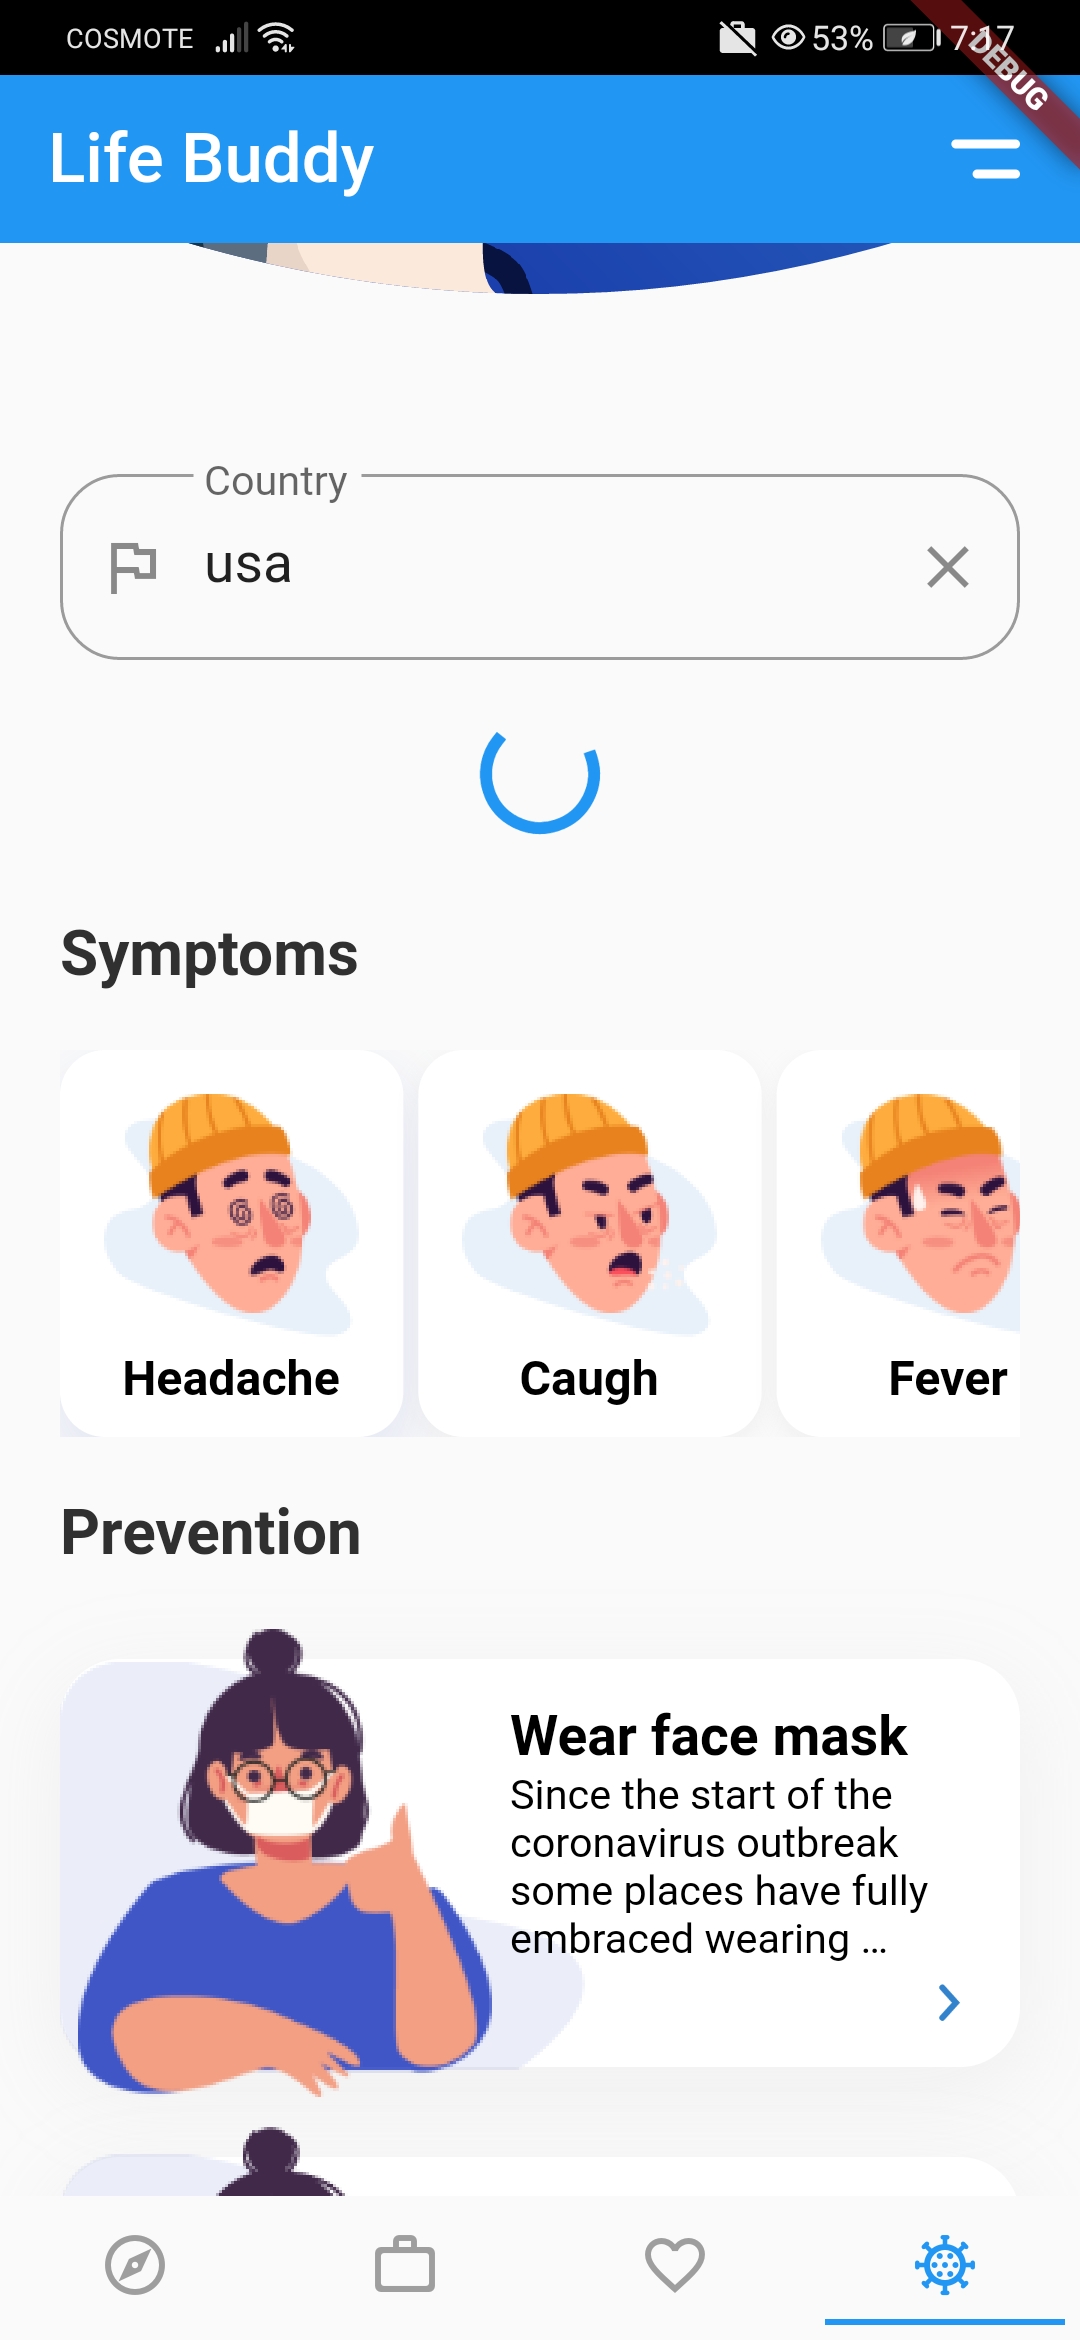 COSMOTE 53% 7:17
DEBUG
Life Buddy
Country
usa
Symptoms
Headache Caugh Fever
Prevention
Wear face mask
Since the start of the
coronavirus outbreak
some places have fully
embraced wearing ...